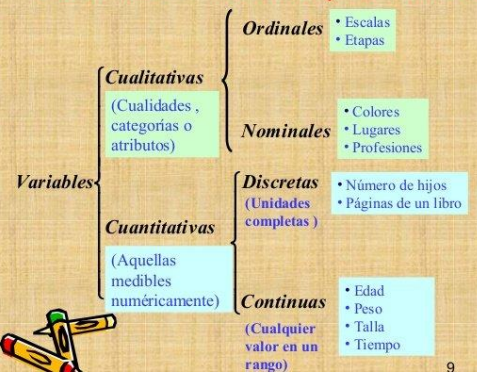 Variables
Cualitativas
(Cualidades ,
categorías o
atributos)
Ordinales
• Escalas
• Etapas
Nominales
• Colores
• Lugares
• Profesiones
Cuantitativas
(Aquellas
medibles
numéricamente)
Discretas
(Unidades
completas )
• Número de hijos
• Páginas de un libro
Continuas
(Cualquier
valor en un
rango)
• Edad
• Peso
• Talla
• Tiempo
9